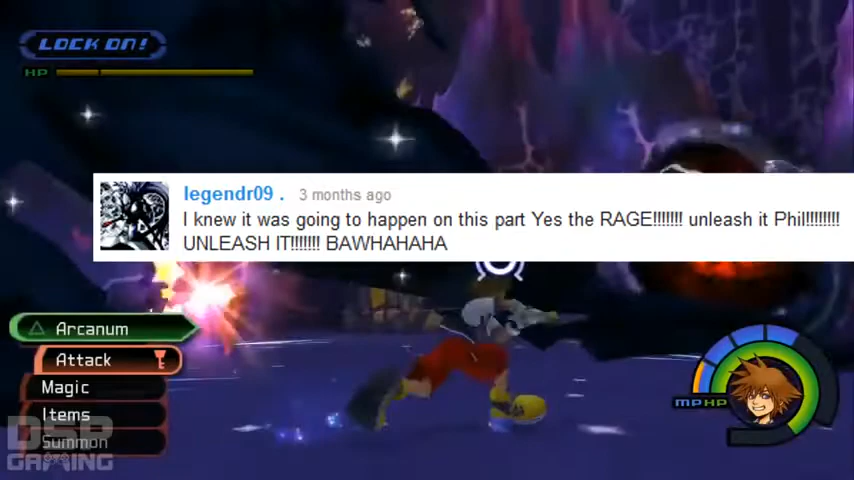 LOCK ON!
HP
legendr09 . 3 months ago
I knew it was going to happen on this part Yes the RAGE!!!!!!! unleash it Phil!!!!!!!!
UNLEASH IT!!!!!!! BAWHAHAHA
Arcanum
Attack
Magic
Items
Summon
MP HP
DSP
GAMING